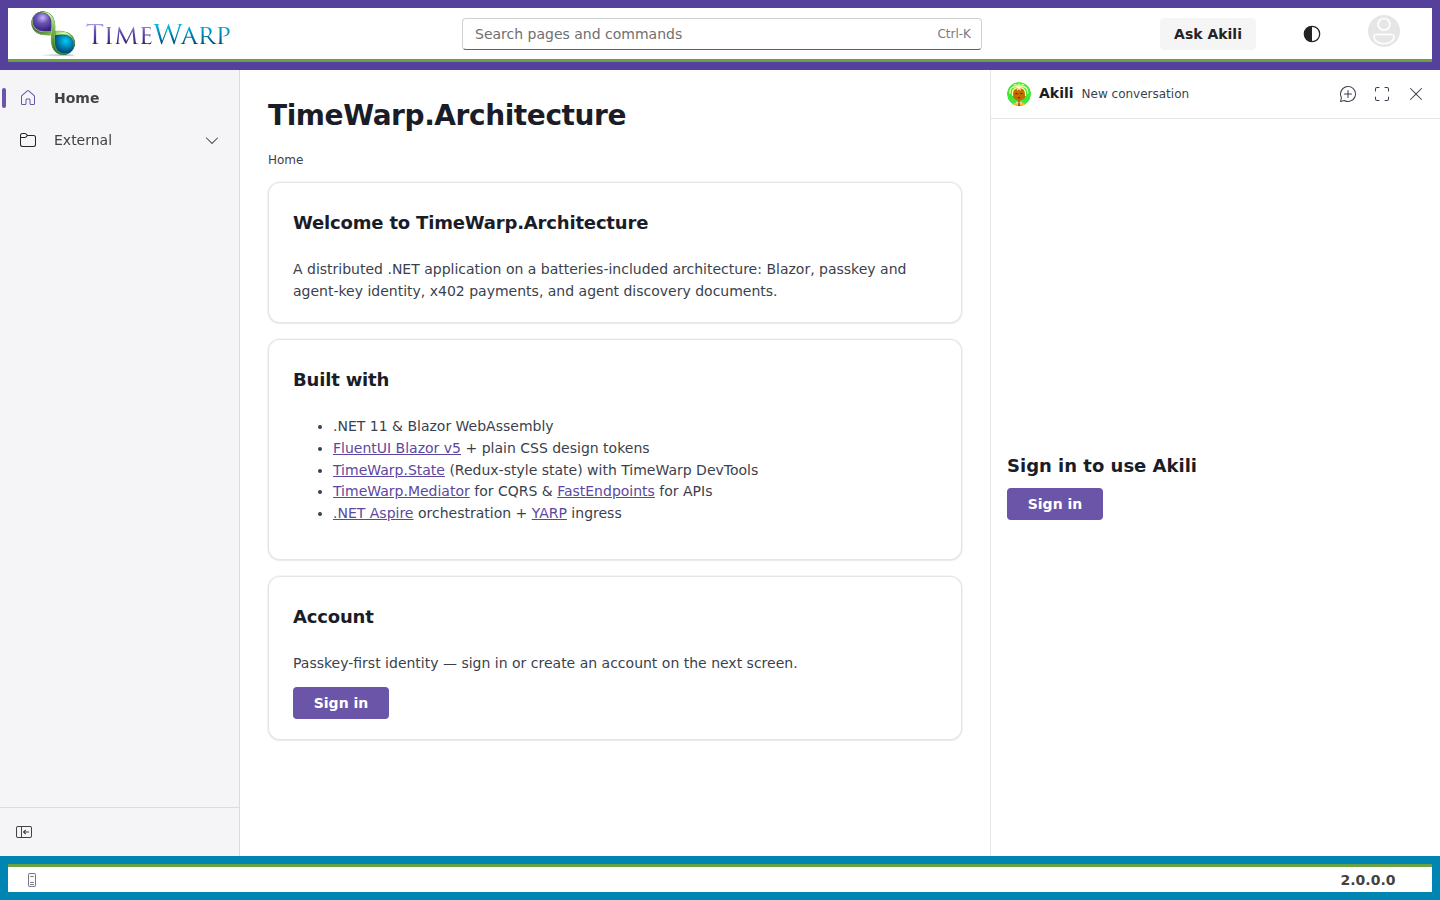 TIMEWARP
Search pages and commands
Ctrl-K
Ask Akili
Home
External
TimeWarp.Architecture
Home
Welcome to TimeWarp.Architecture
A distributed .NET application on a batteries-included architecture: Blazor, passkey and
agent-key identity, x402 payments, and agent discovery documents.
Built with
.NET 11 & Blazor WebAssembly
FluentUI Blazor v5 + plain CSS design tokens
TimeWarp.State (Redux-style state) with TimeWarp DevTools
TimeWarp.Mediator for CQRS & FastEndpoints for APIs
.NET Aspire orchestration + YARP ingress
Account
Passkey-first identity — sign in or create an account on the next screen.
Sign in
Akili New conversation
Sign in to use Akili
Sign in
2.0.0.0